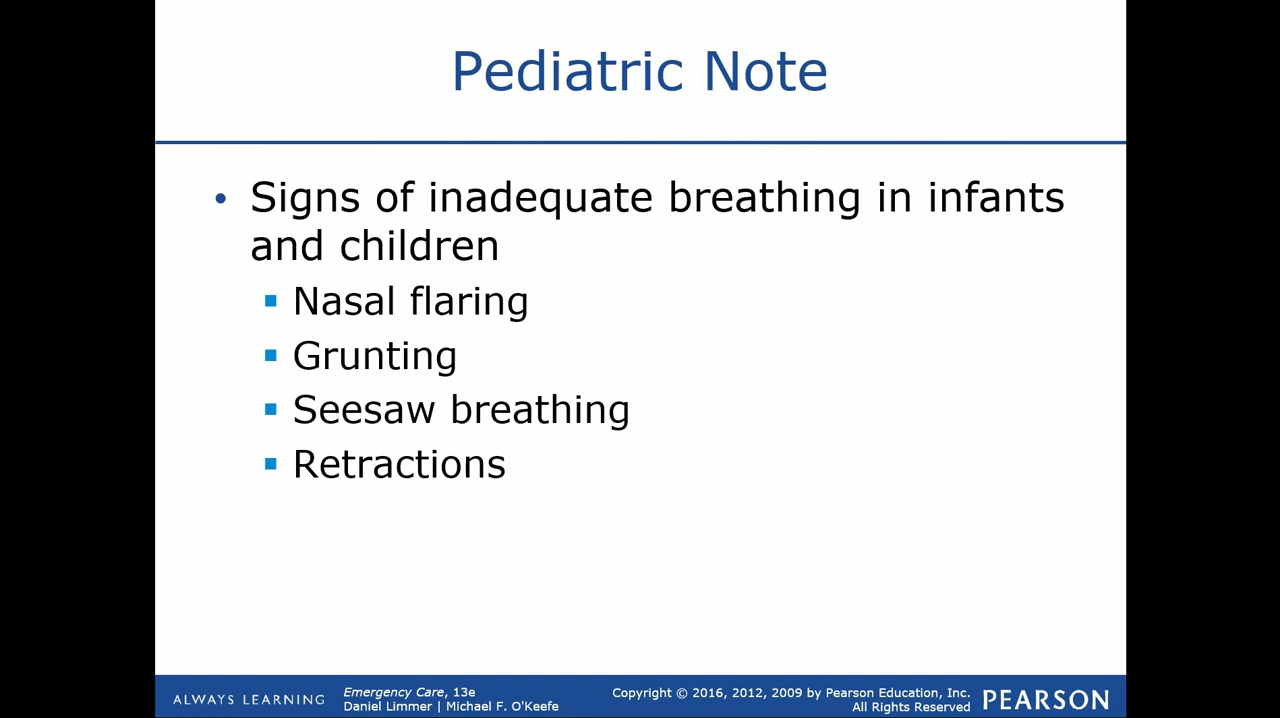 Pediatric Note
• Signs of inadequate breathing in infants
and children
▪ Nasal flaring
▪ Grunting
▪ Seesaw breathing
▪ Retractions
ALWAYS LEARNING
Emergency Care, 13e
Daniel Limmer | Michael F. O'Keefe
Copyright © 2016, 2012, 2009 by Pearson Education, Inc.
All Rights Reserved
PEARSON